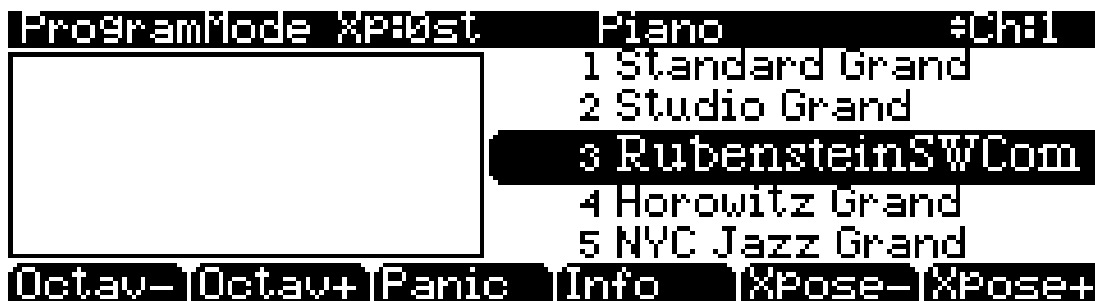 ProgramMode Xp:0st Piano ÷Ch:1
1 Standard Grand
2 Studio Grand
3 RubensteinSWCom
4 Horowitz Grand
5 NYC Jazz Grand
Octav- Octav+ Panic Info Xpose- Xpose+